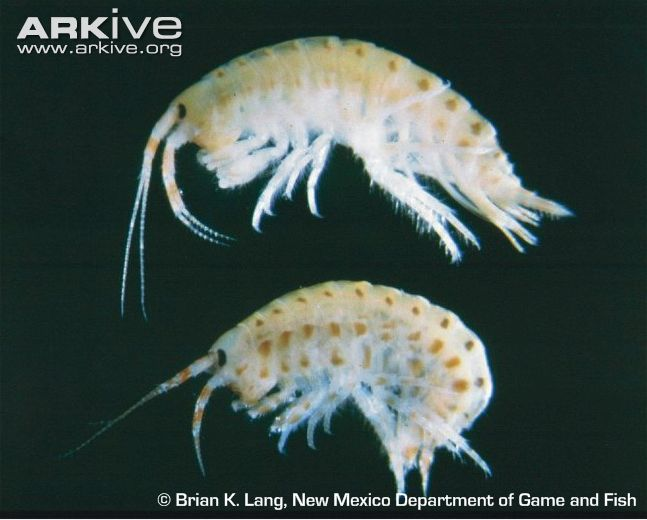 ARKIVE
www.arkive.org
© Brian K. Lang, New Mexico Department of Game and Fish